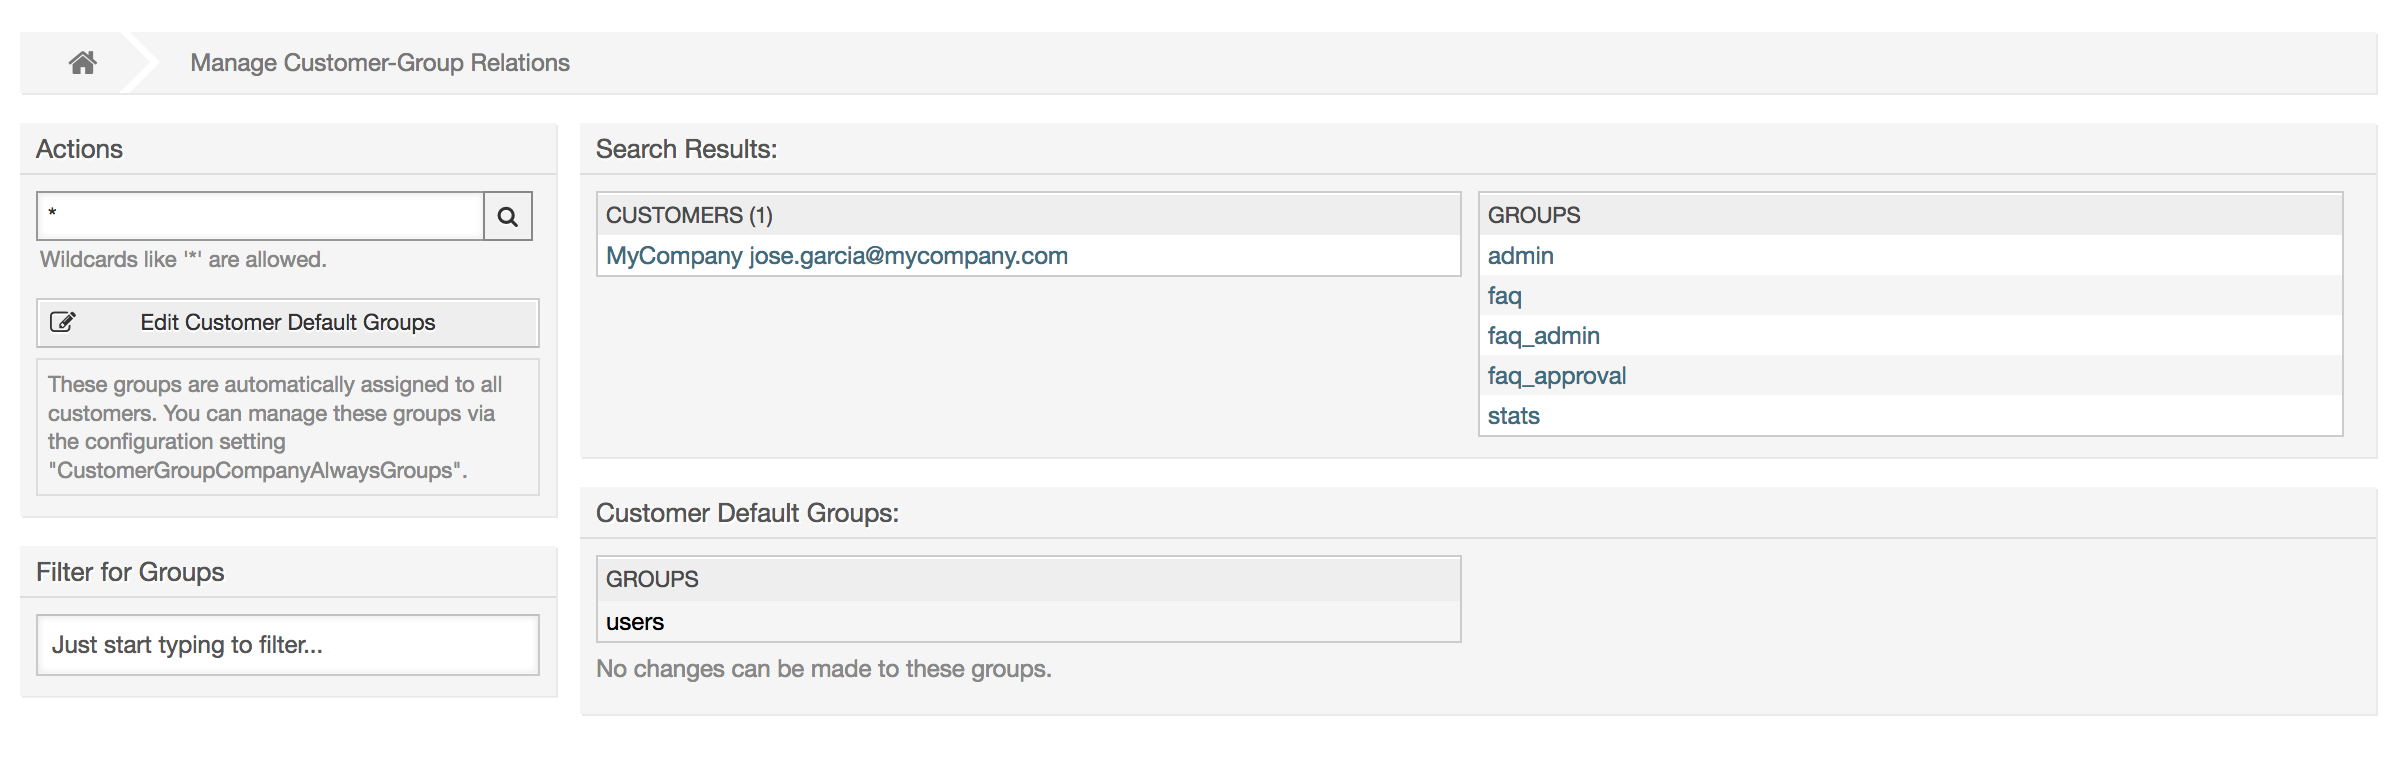 Manage Customer-Group Relations
Actions
*
Wildcards like '*' are allowed.
Edit Customer Default Groups
These groups are automatically assigned to all
customers. You can manage these groups via
the configuration setting
"CustomerGroupCompanyAlwaysGroups".
Filter for Groups
Just start typing to filter...
Search Results:
CUSTOMERS (1)
MyCompany jose.garcia@mycompany.com
GROUPS
admin
faq
faq_admin
faq_approval
stats
Customer Default Groups:
GROUPS
users
No changes can be made to these groups.